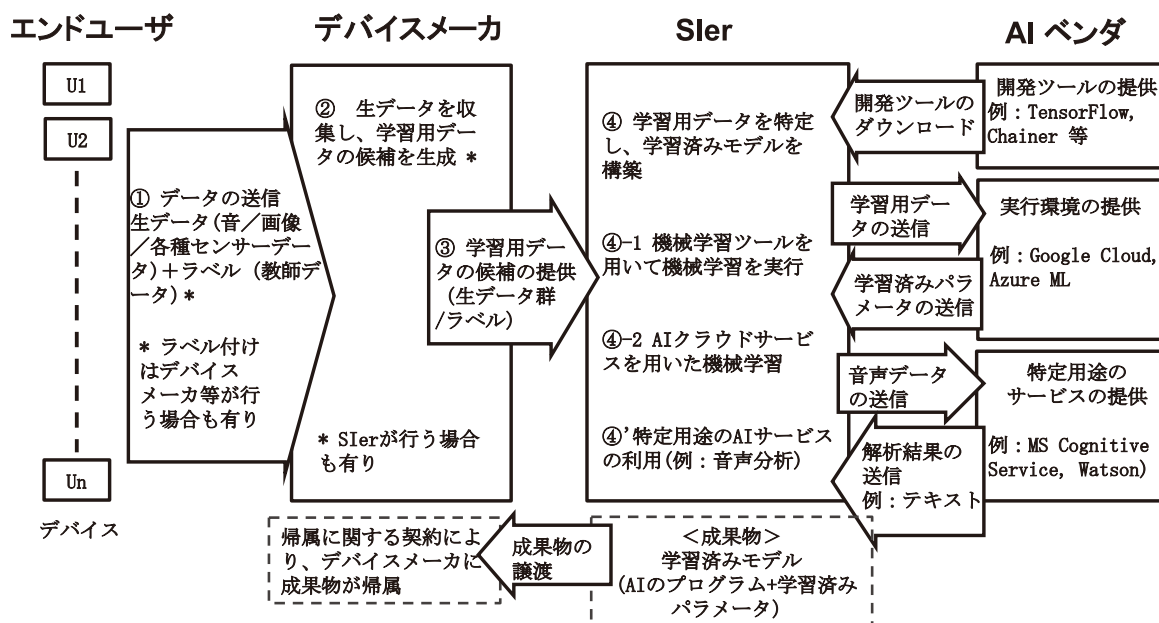 エンドユーザ
デバイスメーカ
SIer
AI ベンダ
U1
U2
Un
デバイス
① データの送信
生データ(音／画像
／各種センサーデー
タ)＋ラベル（教師デ
ータ）*
* ラベル付け
はデバイス
メーカ等が行
う場合も有り
② 生データを収
集し、学習用デー
タの候補を生成 *
* SIerが行う場合
も有り
③ 学習用デー
タの候補の提供
（生データ群
/ラベル）
④ 学習用データを特定
し、学習済みモデルを
構築
④-1 機械学習ツールを
用いて機械学習を実行
④-2 AIクラウドサービ
スを用いた機械学習
④'特定用途のAIサービス
の利用(例：音声分析)
開発ツールの
ダウンロード
学習用デー
タの送信
学習済みパラ
メータの送信
音声データ
の送信
解析結果の
送信
例：テキスト
開発ツールの提供
例：TensorFlow,
Chainer 等
実行環境の提供
例：Google Cloud,
Azure ML
特定用途の
サービスの提供
例：MS Cognitive
Service, Watson)
帰属に関する契約によ
り、デバイスメーカに
成果物が帰属
成果物の
譲渡
＜成果物＞
学習済みモデル
(AIのプログラム+学習済み
パラメータ）